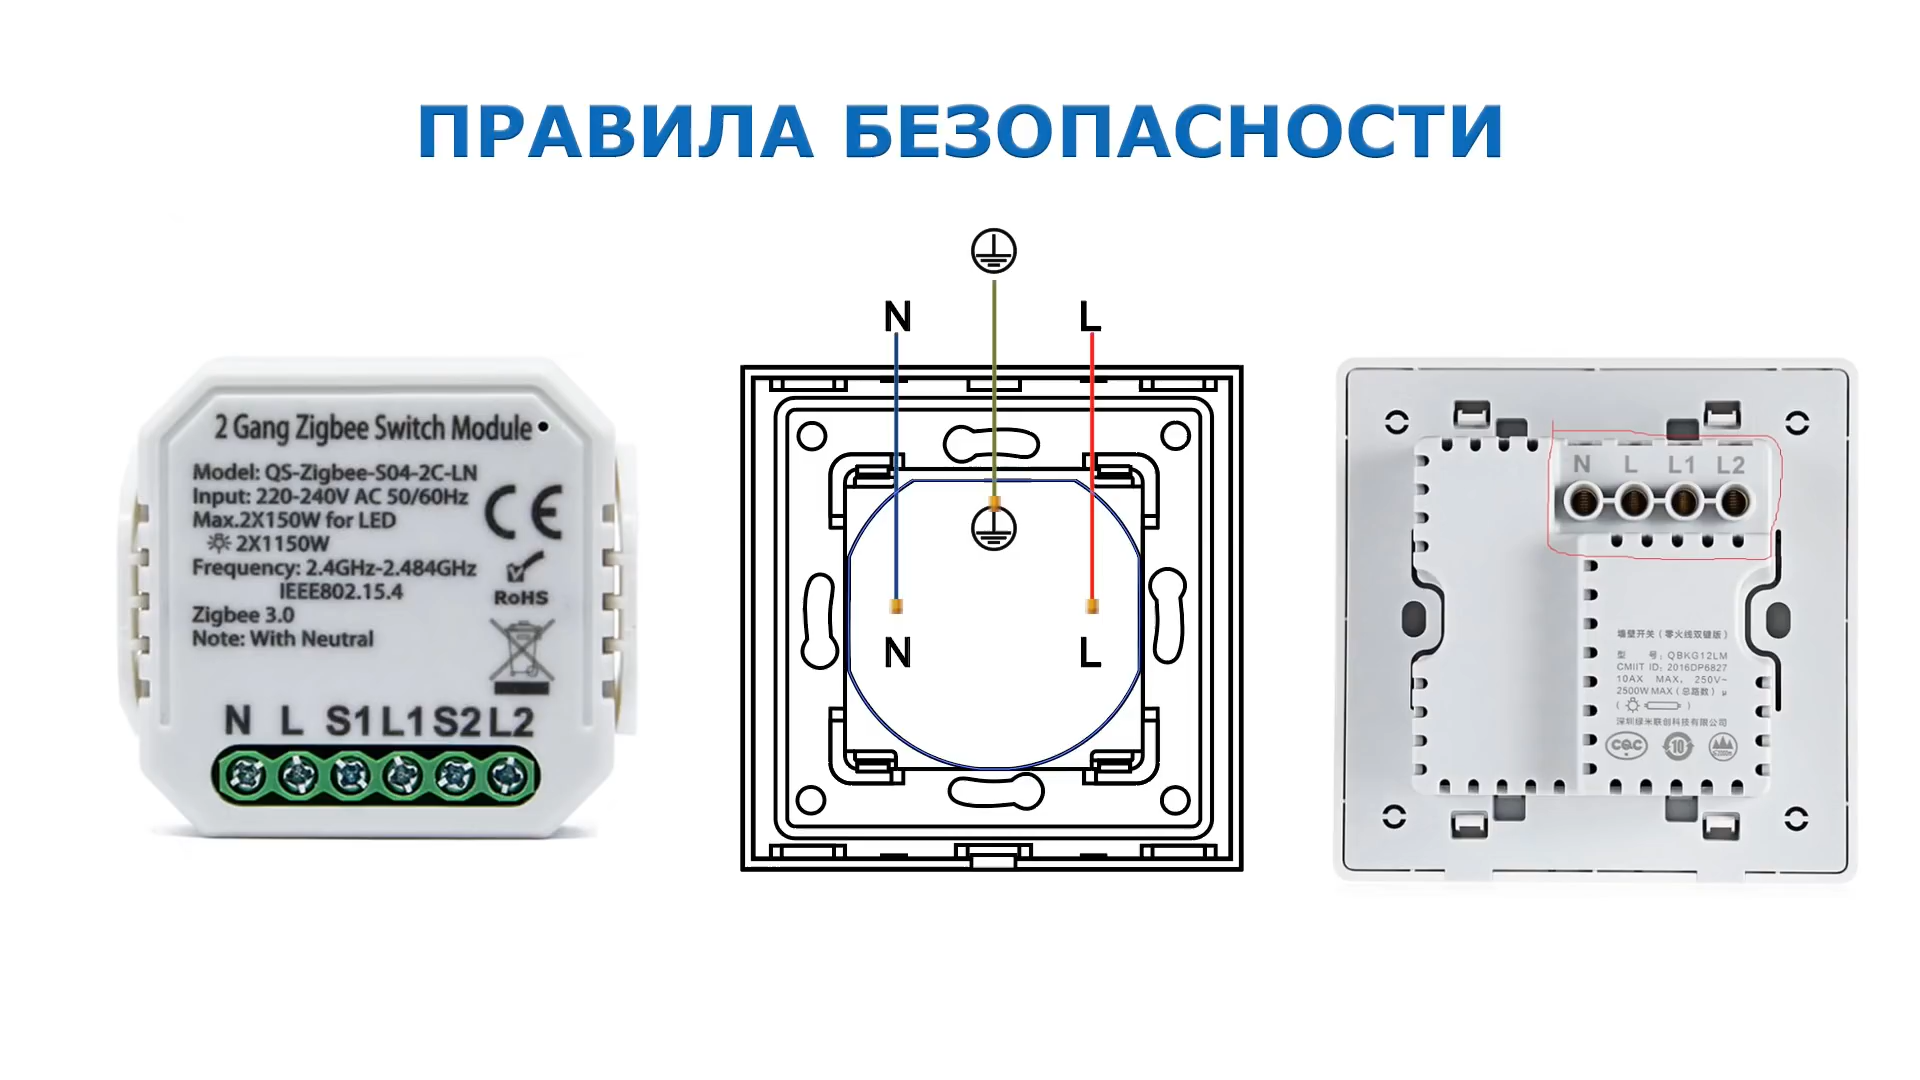 ПРАВИЛА БЕЗОПАСНОСТИ
2 Gang Zigbee Switch Module
Model: QS-Zigbee-S04-2C-LN
Input: 220-240V AC 50/60Hz
Max.2X150W for LED
2X1150W
Frequency: 2.4GHz-2.484GHz
IEEE802.15.4
Zigbee 3.0
Note: With Neutral
CE
RoHS
N L S1 L1 S2 L2
N L
N L
N L L1 L2
墙壁开关（零火线双键版）
型 号: QBKG12LM
CMIIT ID: 2016DP6827
10AX MAX, 250V~
2500W MAX (总路数) μ
深圳绿米联创科技有限公司
CQC
10